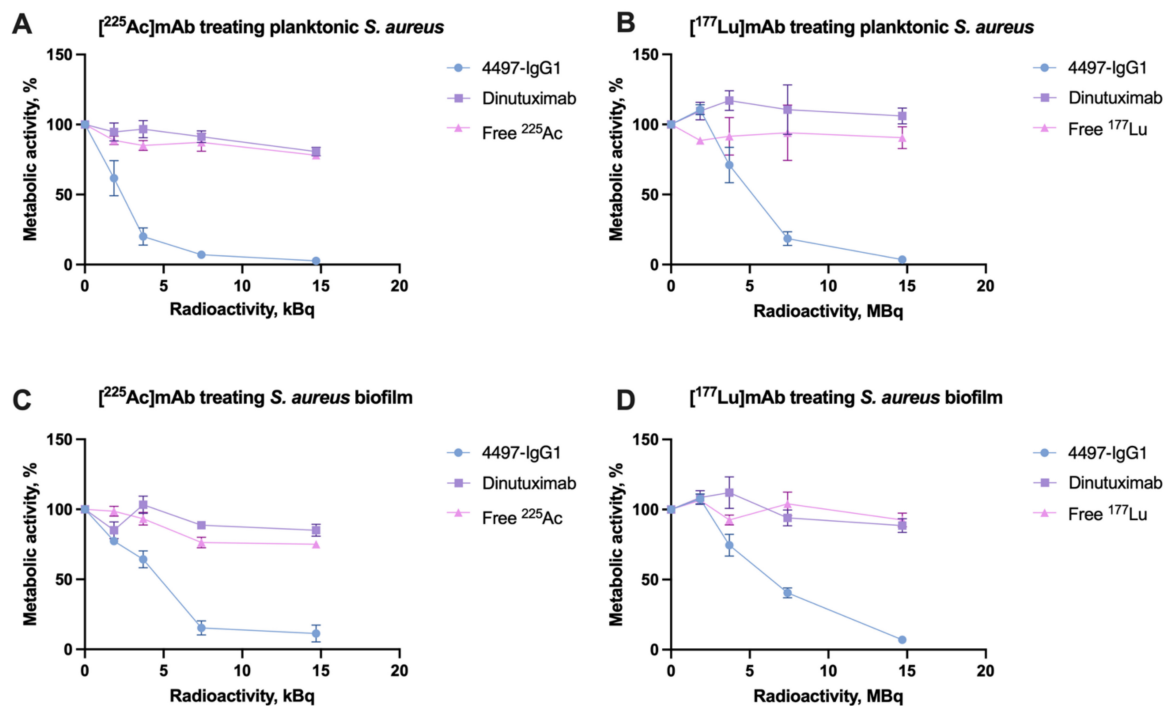 A
[²²⁵Ac]mAb treating planktonic S. aureus
150
100
50
0
Metabolic activity, %
0 5 10 15 20
Radioactivity, kBq
4497-IgG1
Dinutuximab
Free ²²⁵Ac
B
[¹⁷⁷Lu]mAb treating planktonic S. aureus
150
100
50
0
Metabolic activity, %
0 5 10 15 20
Radioactivity, MBq
4497-IgG1
Dinutuximab
Free ¹⁷⁷Lu
C
[²²⁵Ac]mAb treating S. aureus biofilm
150
100
50
0
Metabolic activity, %
0 5 10 15 20
Radioactivity, kBq
4497-IgG1
Dinutuximab
Free ²²⁵Ac
D
[¹⁷⁷Lu]mAb treating S. aureus biofilm
150
100
50
0
Metabolic activity, %
0 5 10 15 20
Radioactivity, MBq
4497-IgG1
Dinutuximab
Free ¹⁷⁷Lu